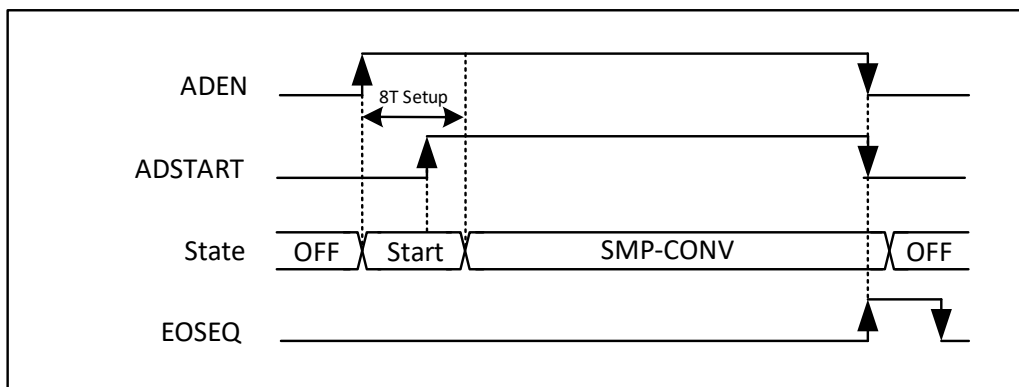 ADEN
8T Setup
ADSTART
State OFF Start SMP-CONV OFF
EOSEQ